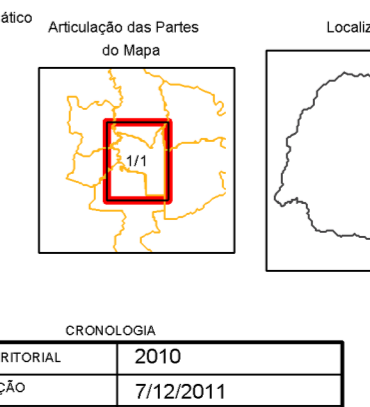 ático
Articulação das Partes
do Mapa
Localiz
1/1
CRONOLOGIA
RITORIAL 2010
ÇÃO 7/12/2011